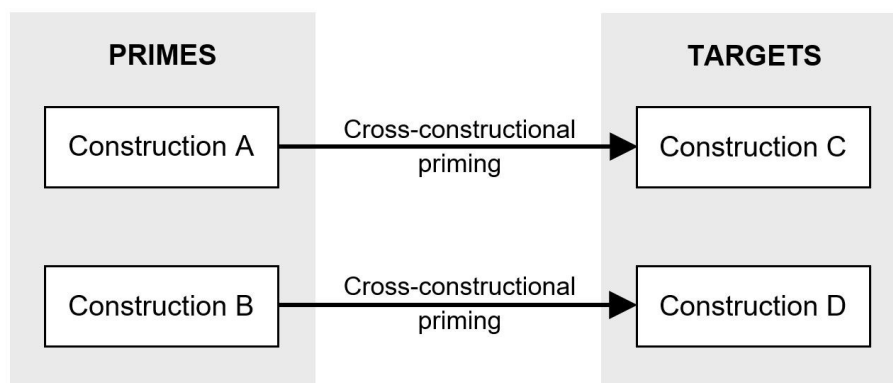 PRIMES
TARGETS
Construction A
Cross-constructional
priming
Construction C
Construction B
Cross-constructional
priming
Construction D